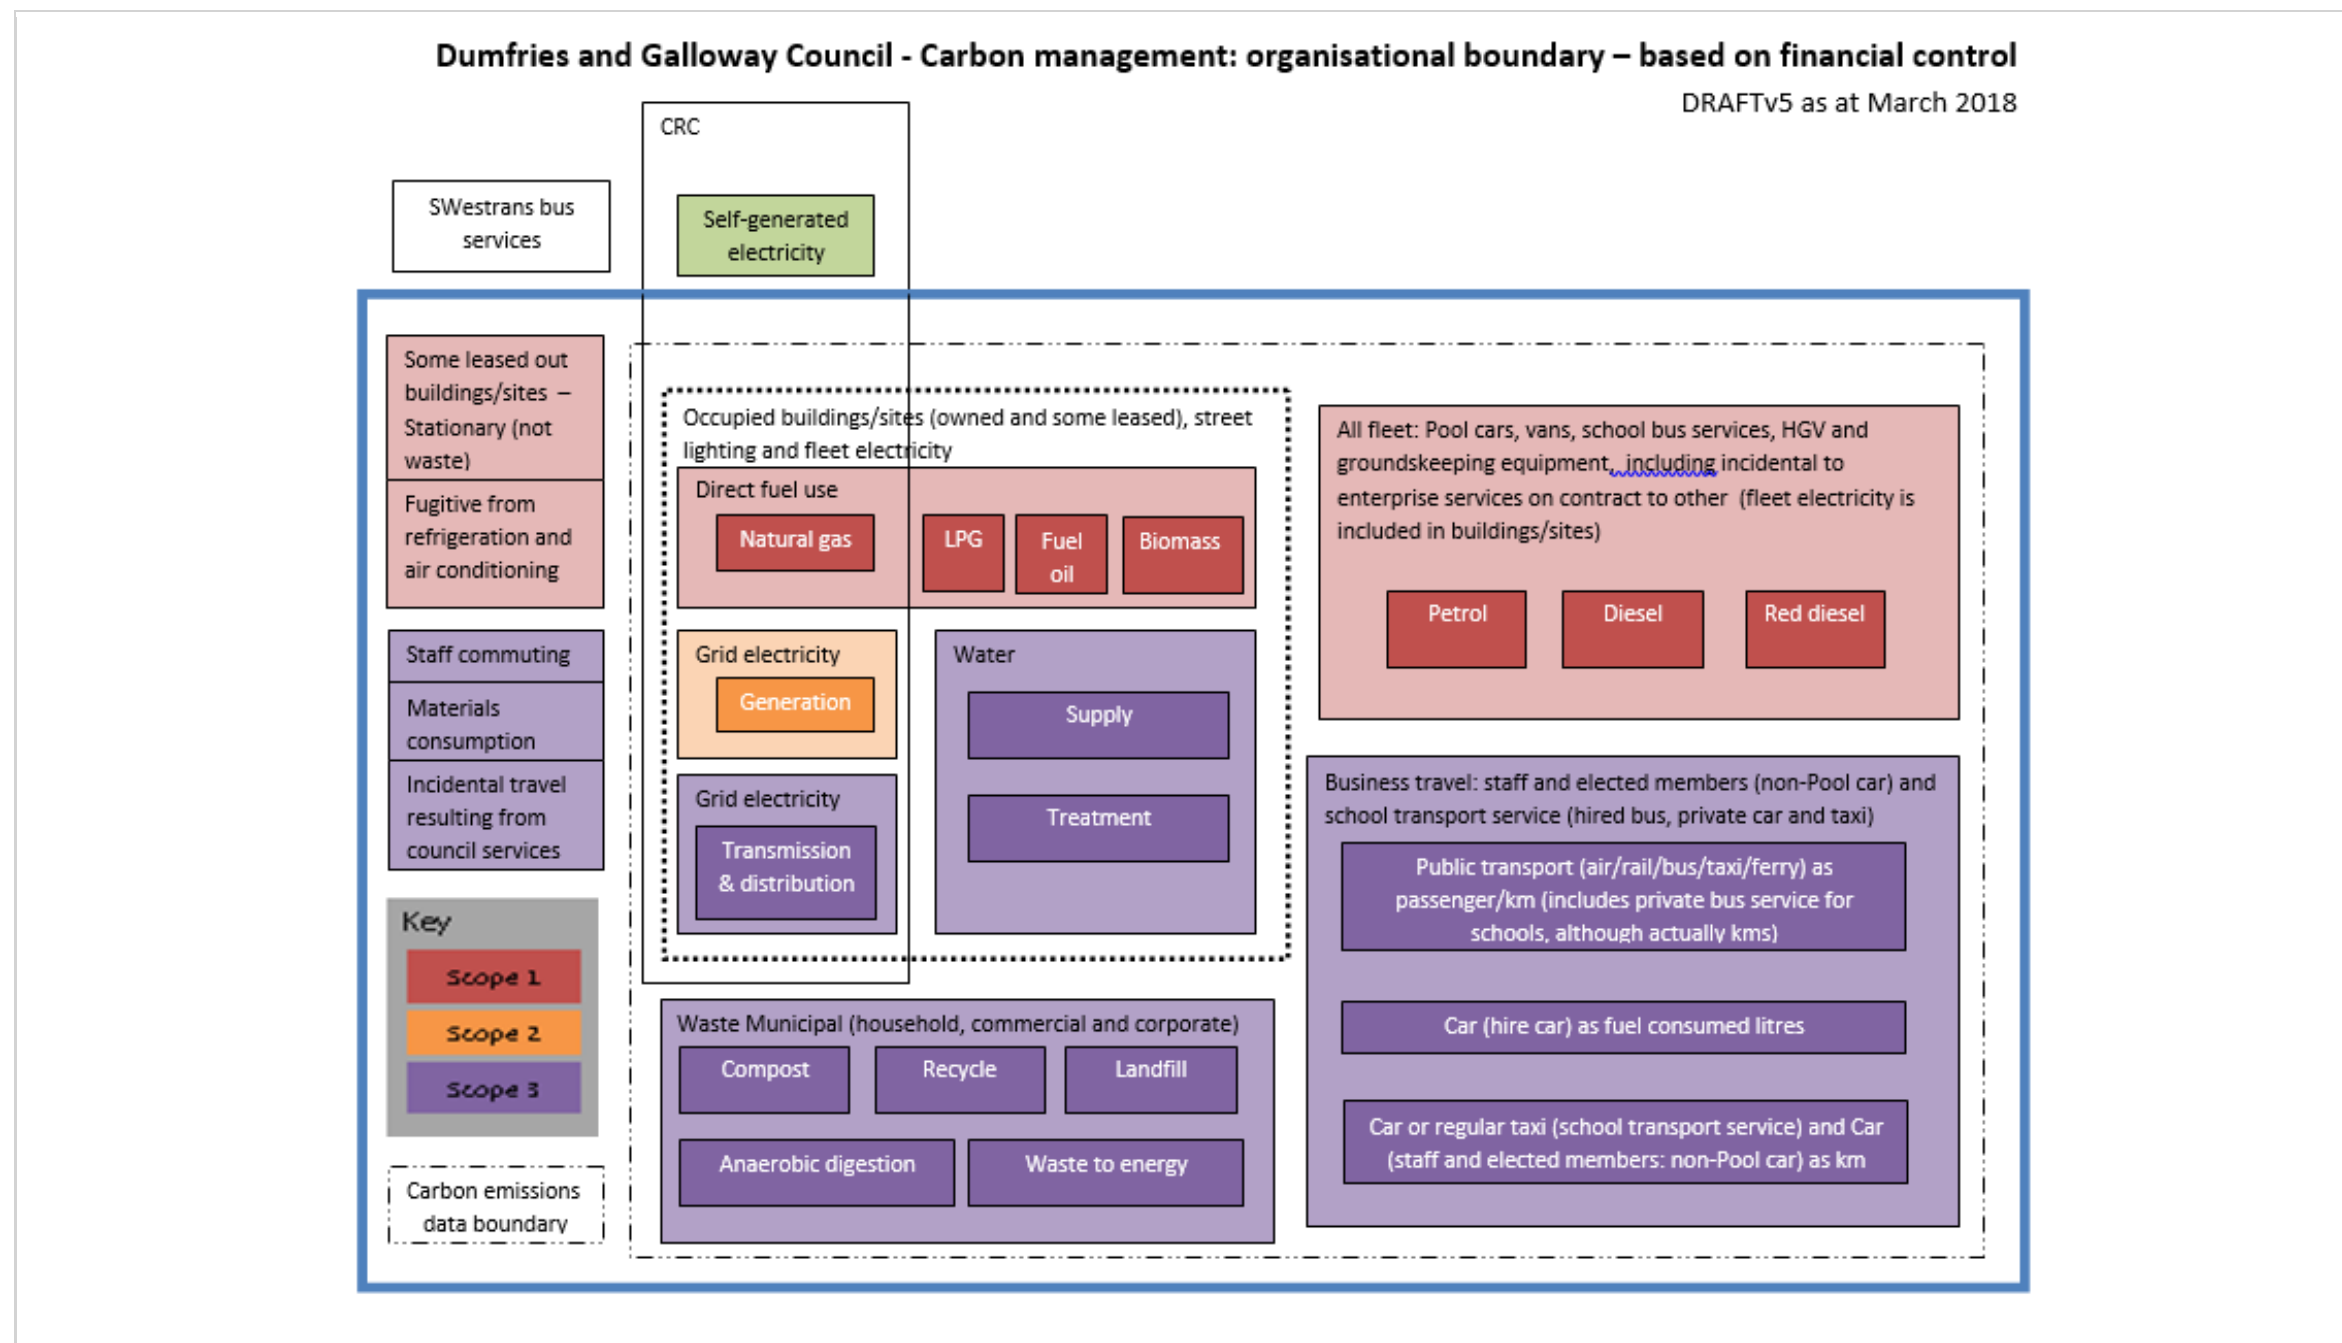 Dumfries and Galloway Council - Carbon management: organisational boundary – based on financial control
DRAFTv5 as at March 2018
CRC
SWestrans bus
services
Self-generated
electricity
Some leased out
buildings/sites –
Stationary (not
waste)
Fugitive from
refrigeration and
air conditioning
Staff commuting
Materials
consumption
Incidental travel
resulting from
council services
Key
Scope 1
Scope 2
Scope 3
Carbon emissions
data boundary
Occupied buildings/sites (owned and some leased), street
lighting and fleet electricity
Direct fuel use
Natural gas
LPG
Fuel
oil
Biomass
Grid electricity
Generation
Grid electricity
Transmission
& distribution
Water
Supply
Treatment
Waste Municipal (household, commercial and corporate)
Compost
Recycle
Landfill
Anaerobic digestion
Waste to energy
All fleet: Pool cars, vans, school bus services, HGV and
groundskeeping equipment, including incidental to
enterprise services on contract to other (fleet electricity is
included in buildings/sites)
Petrol
Diesel
Red diesel
Business travel: staff and elected members (non-Pool car) and
school transport service (hired bus, private car and taxi)
Public transport (air/rail/bus/taxi/ferry) as
passenger/km (includes private bus service for
schools, although actually kms)
Car (hire car) as fuel consumed litres
Car or regular taxi (school transport service) and Car
(staff and elected members: non-Pool car) as km